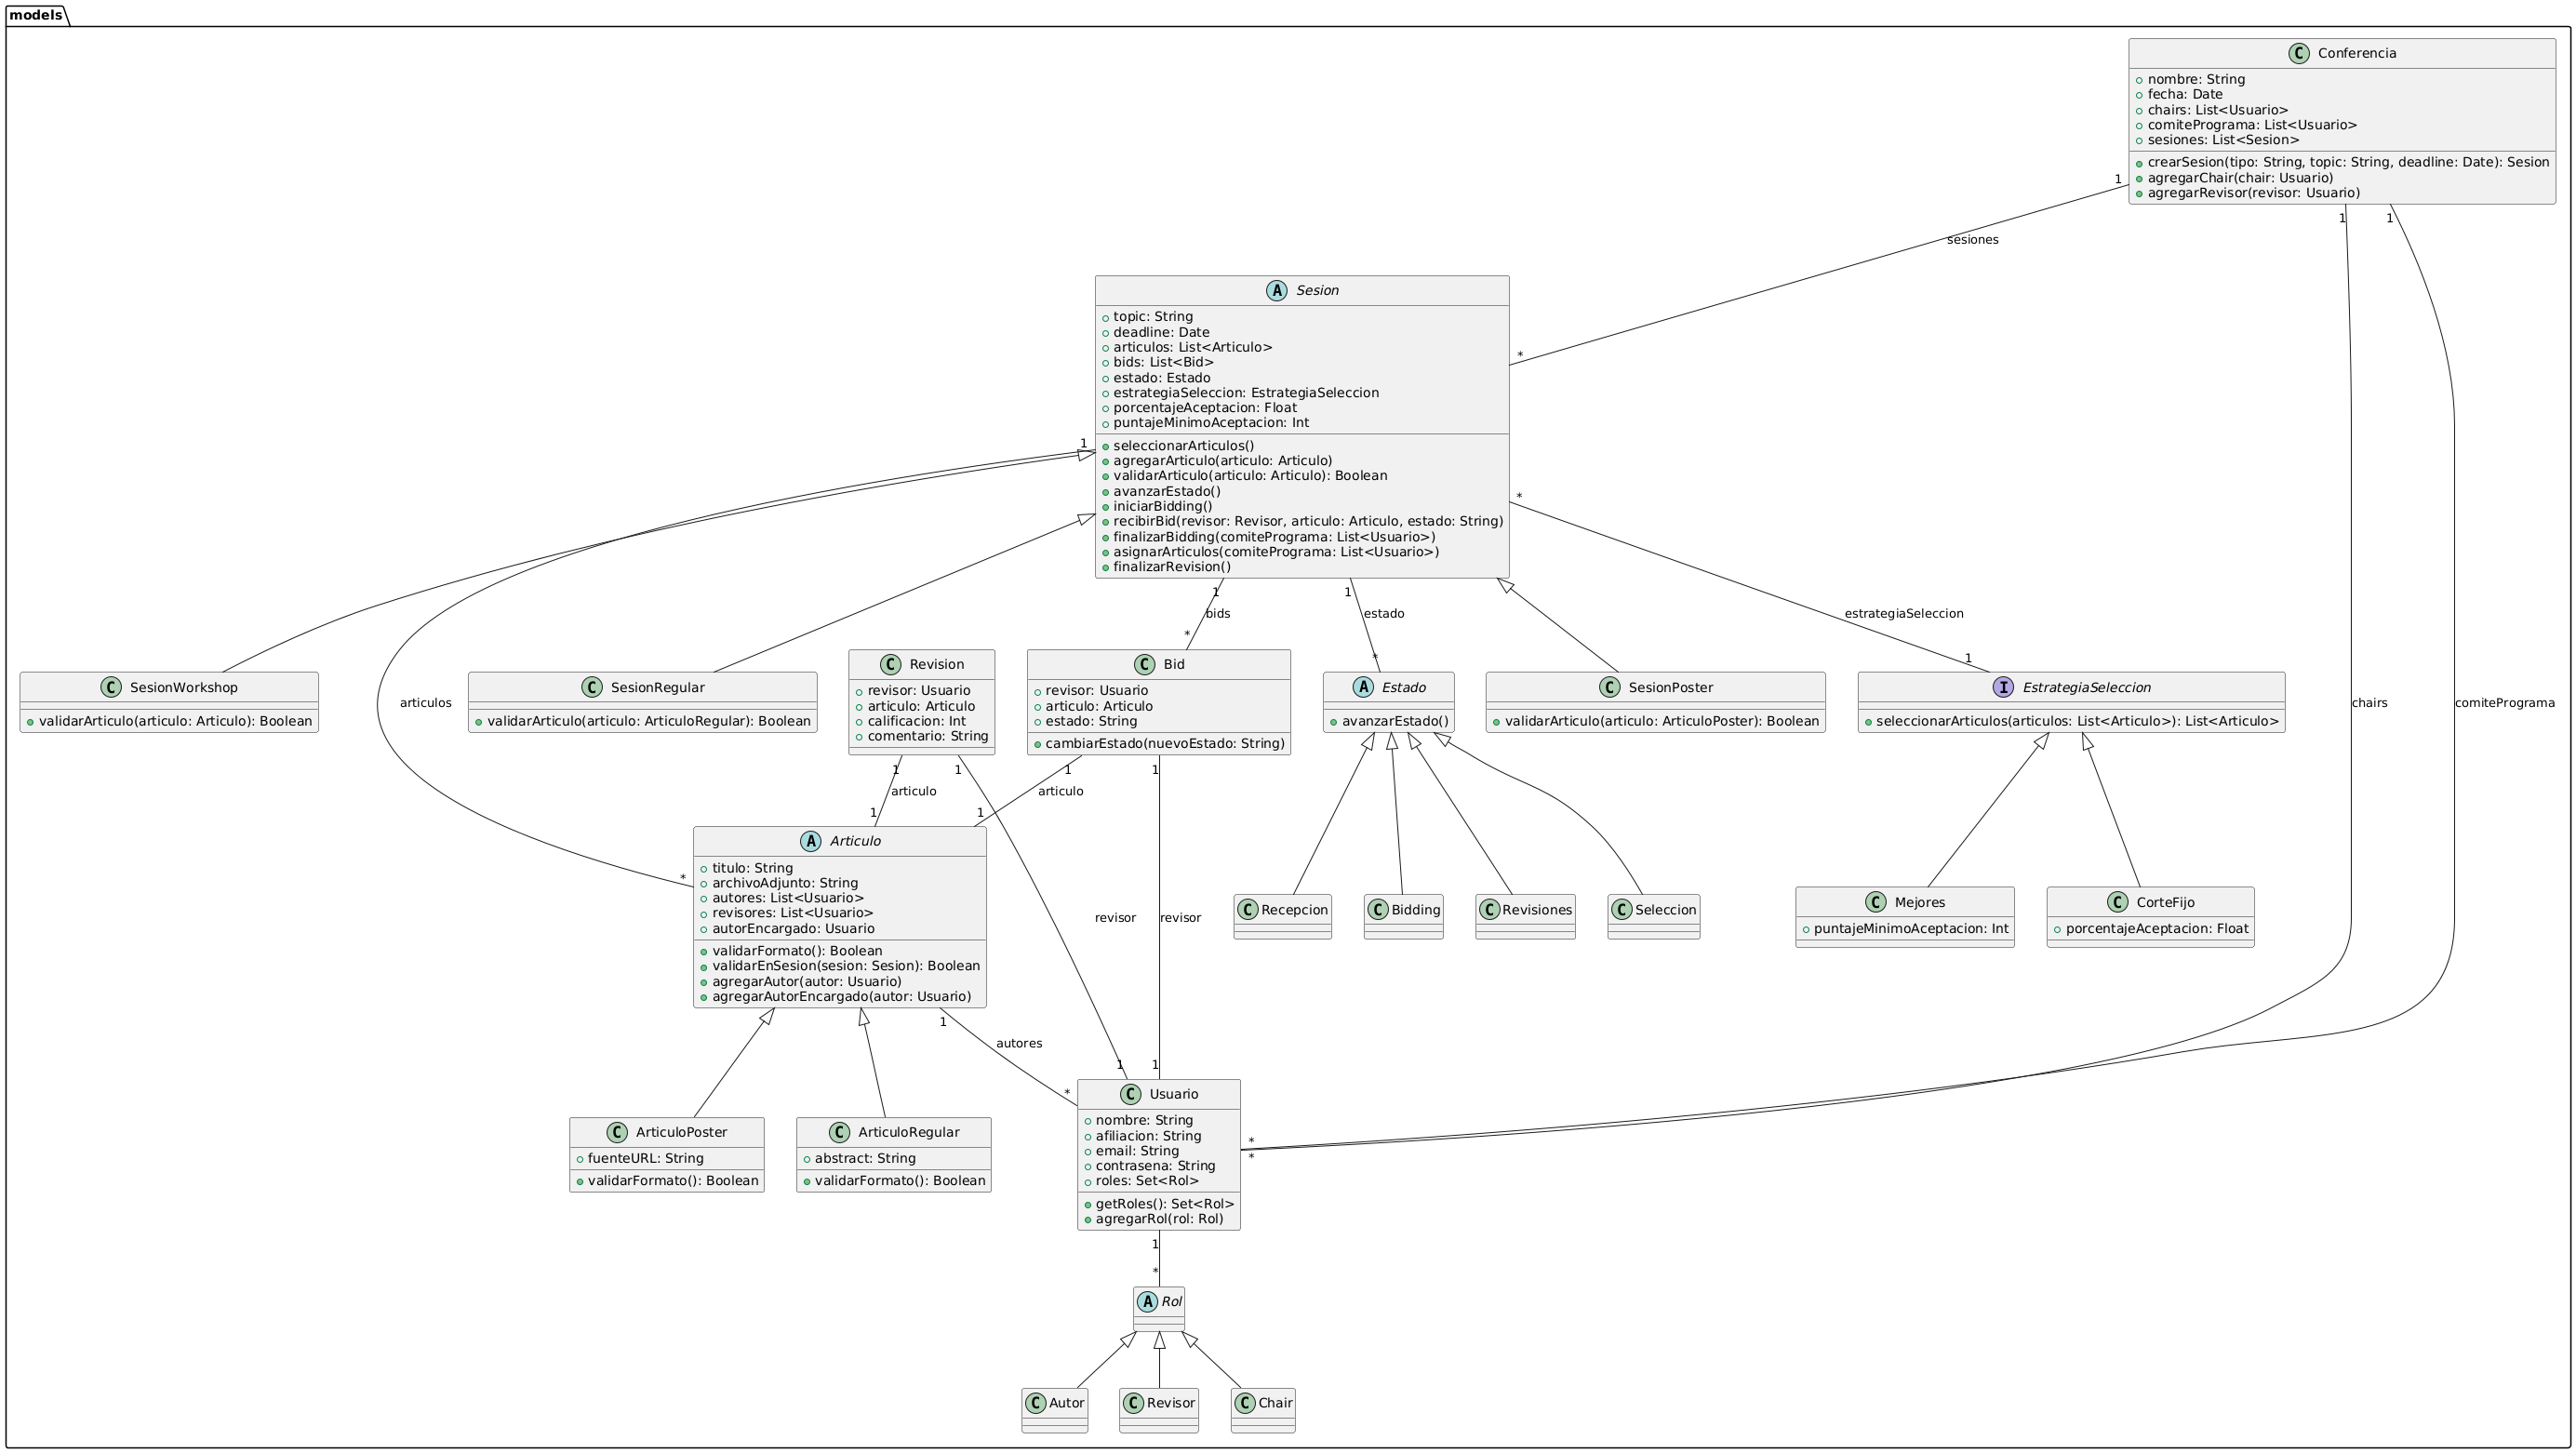 models
C Conferencia
nombre: String
fecha: Date
chairs: List<Usuario>
comitePrograma: List<Usuario>
sesiones: List<Sesion>
crearSesion(tipo: String, topic: String, deadline: Date): Sesion
agregarChair(chair: Usuario)
agregarRevisor(revisor: Usuario)
1
1
1
sesiones
*
A Sesion
topic: String
deadline: Date
articulos: List<Articulo>
bids: List<Bid>
estado: Estado
estrategiaSeleccion: EstrategiaSeleccion
porcentajeAceptacion: Float
puntajeMinimoAceptacion: Int
seleccionarArticulos()
agregarArticulo(articulo: Articulo)
validarArticulo(articulo: Articulo): Boolean
avanzarEstado()
iniciarBidding()
recibirBid(revisor: Revisor, articulo: Articulo, estado: String)
finalizarBidding(comitePrograma: List<Usuario>)
asignarArticulos(comitePrograma: List<Usuario>)
finalizarRevision()
1
*
1
1
bids
estado
estrategiaSeleccion
*
*
1
C SesionWorkshop
validarArticulo(articulo: Articulo): Boolean
articulos
C SesionRegular
validarArticulo(articulo: ArticuloRegular): Boolean
C Revision
revisor: Usuario
articulo: Articulo
calificacion: Int
comentario: String
C Bid
revisor: Usuario
articulo: Articulo
estado: String
cambiarEstado(nuevoEstado: String)
A Estado
avanzarEstado()
C SesionPoster
validarArticulo(articulo: ArticuloPoster): Boolean
I EstrategiaSeleccion
seleccionarArticulos(articulos: List<Articulo>): List<Articulo>
chairs
comitePrograma
1
1
1
1
articulo
articulo
1
1
*
A Articulo
titulo: String
archivoAdjunto: String
autores: List<Usuario>
revisores: List<Usuario>
autorEncargado: Usuario
validarFormato(): Boolean
validarEnSesion(sesion: Sesion): Boolean
agregarAutor(autor: Usuario)
agregarAutorEncargado(autor: Usuario)
revisor
revisor
C Recepcion
C Bidding
C Revisiones
C Seleccion
C Mejores
puntajeMinimoAceptacion: Int
C CorteFijo
porcentajeAceptacion: Float
1
autores
*
1
1
C ArticuloPoster
fuenteURL: String
validarFormato(): Boolean
C ArticuloRegular
abstract: String
validarFormato(): Boolean
C Usuario
nombre: String
afiliacion: String
email: String
contrasena: String
roles: Set<Rol>
getRoles(): Set<Rol>
agregarRol(rol: Rol)
*
*
1
*
A Rol
C Autor
C Revisor
C Chair